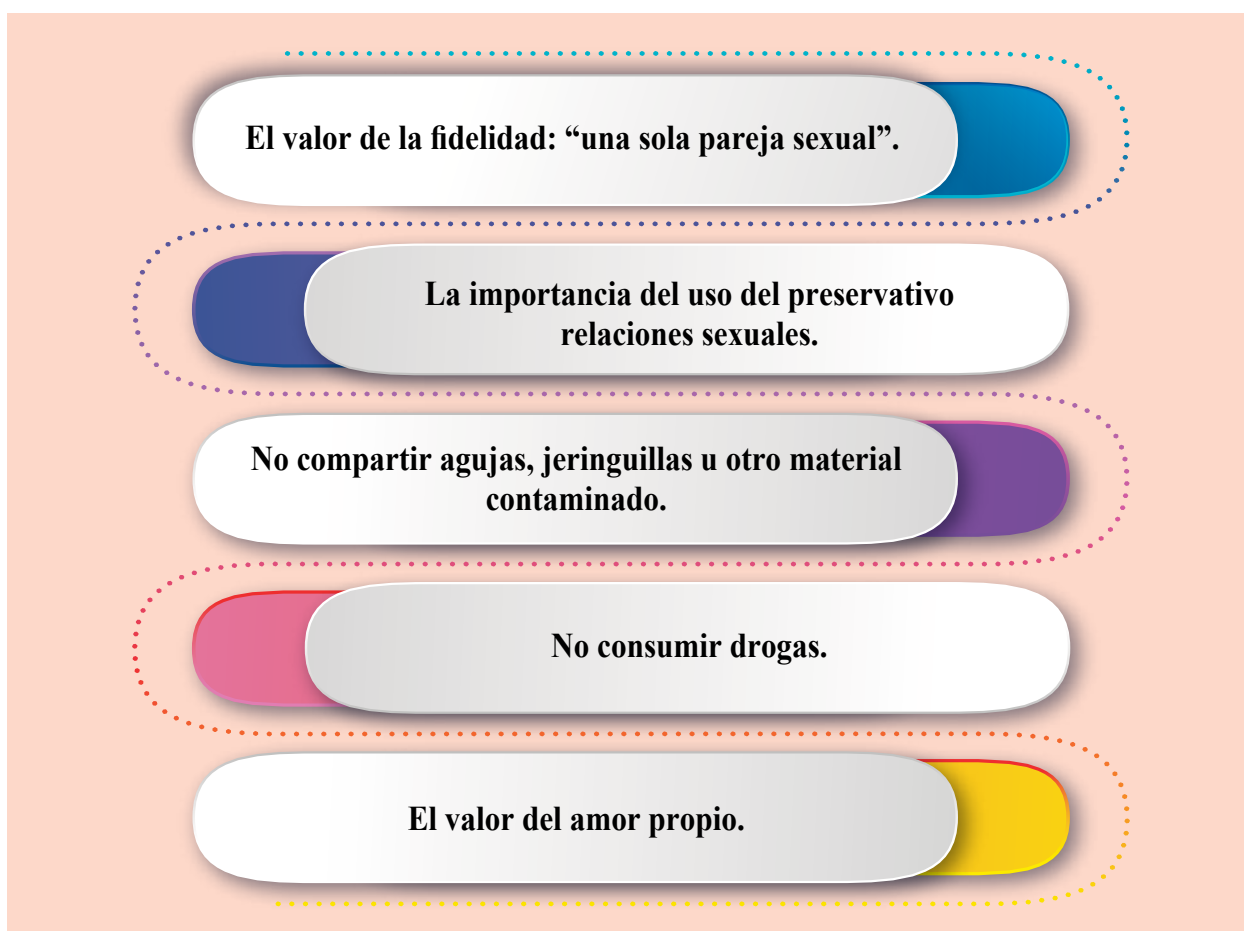 El valor de la fidelidad: “una sola pareja sexual”.
La importancia del uso del preservativo
relaciones sexuales.
No compartir agujas, jeringuillas u otro material
contaminado.
No consumir drogas.
El valor del amor propio.